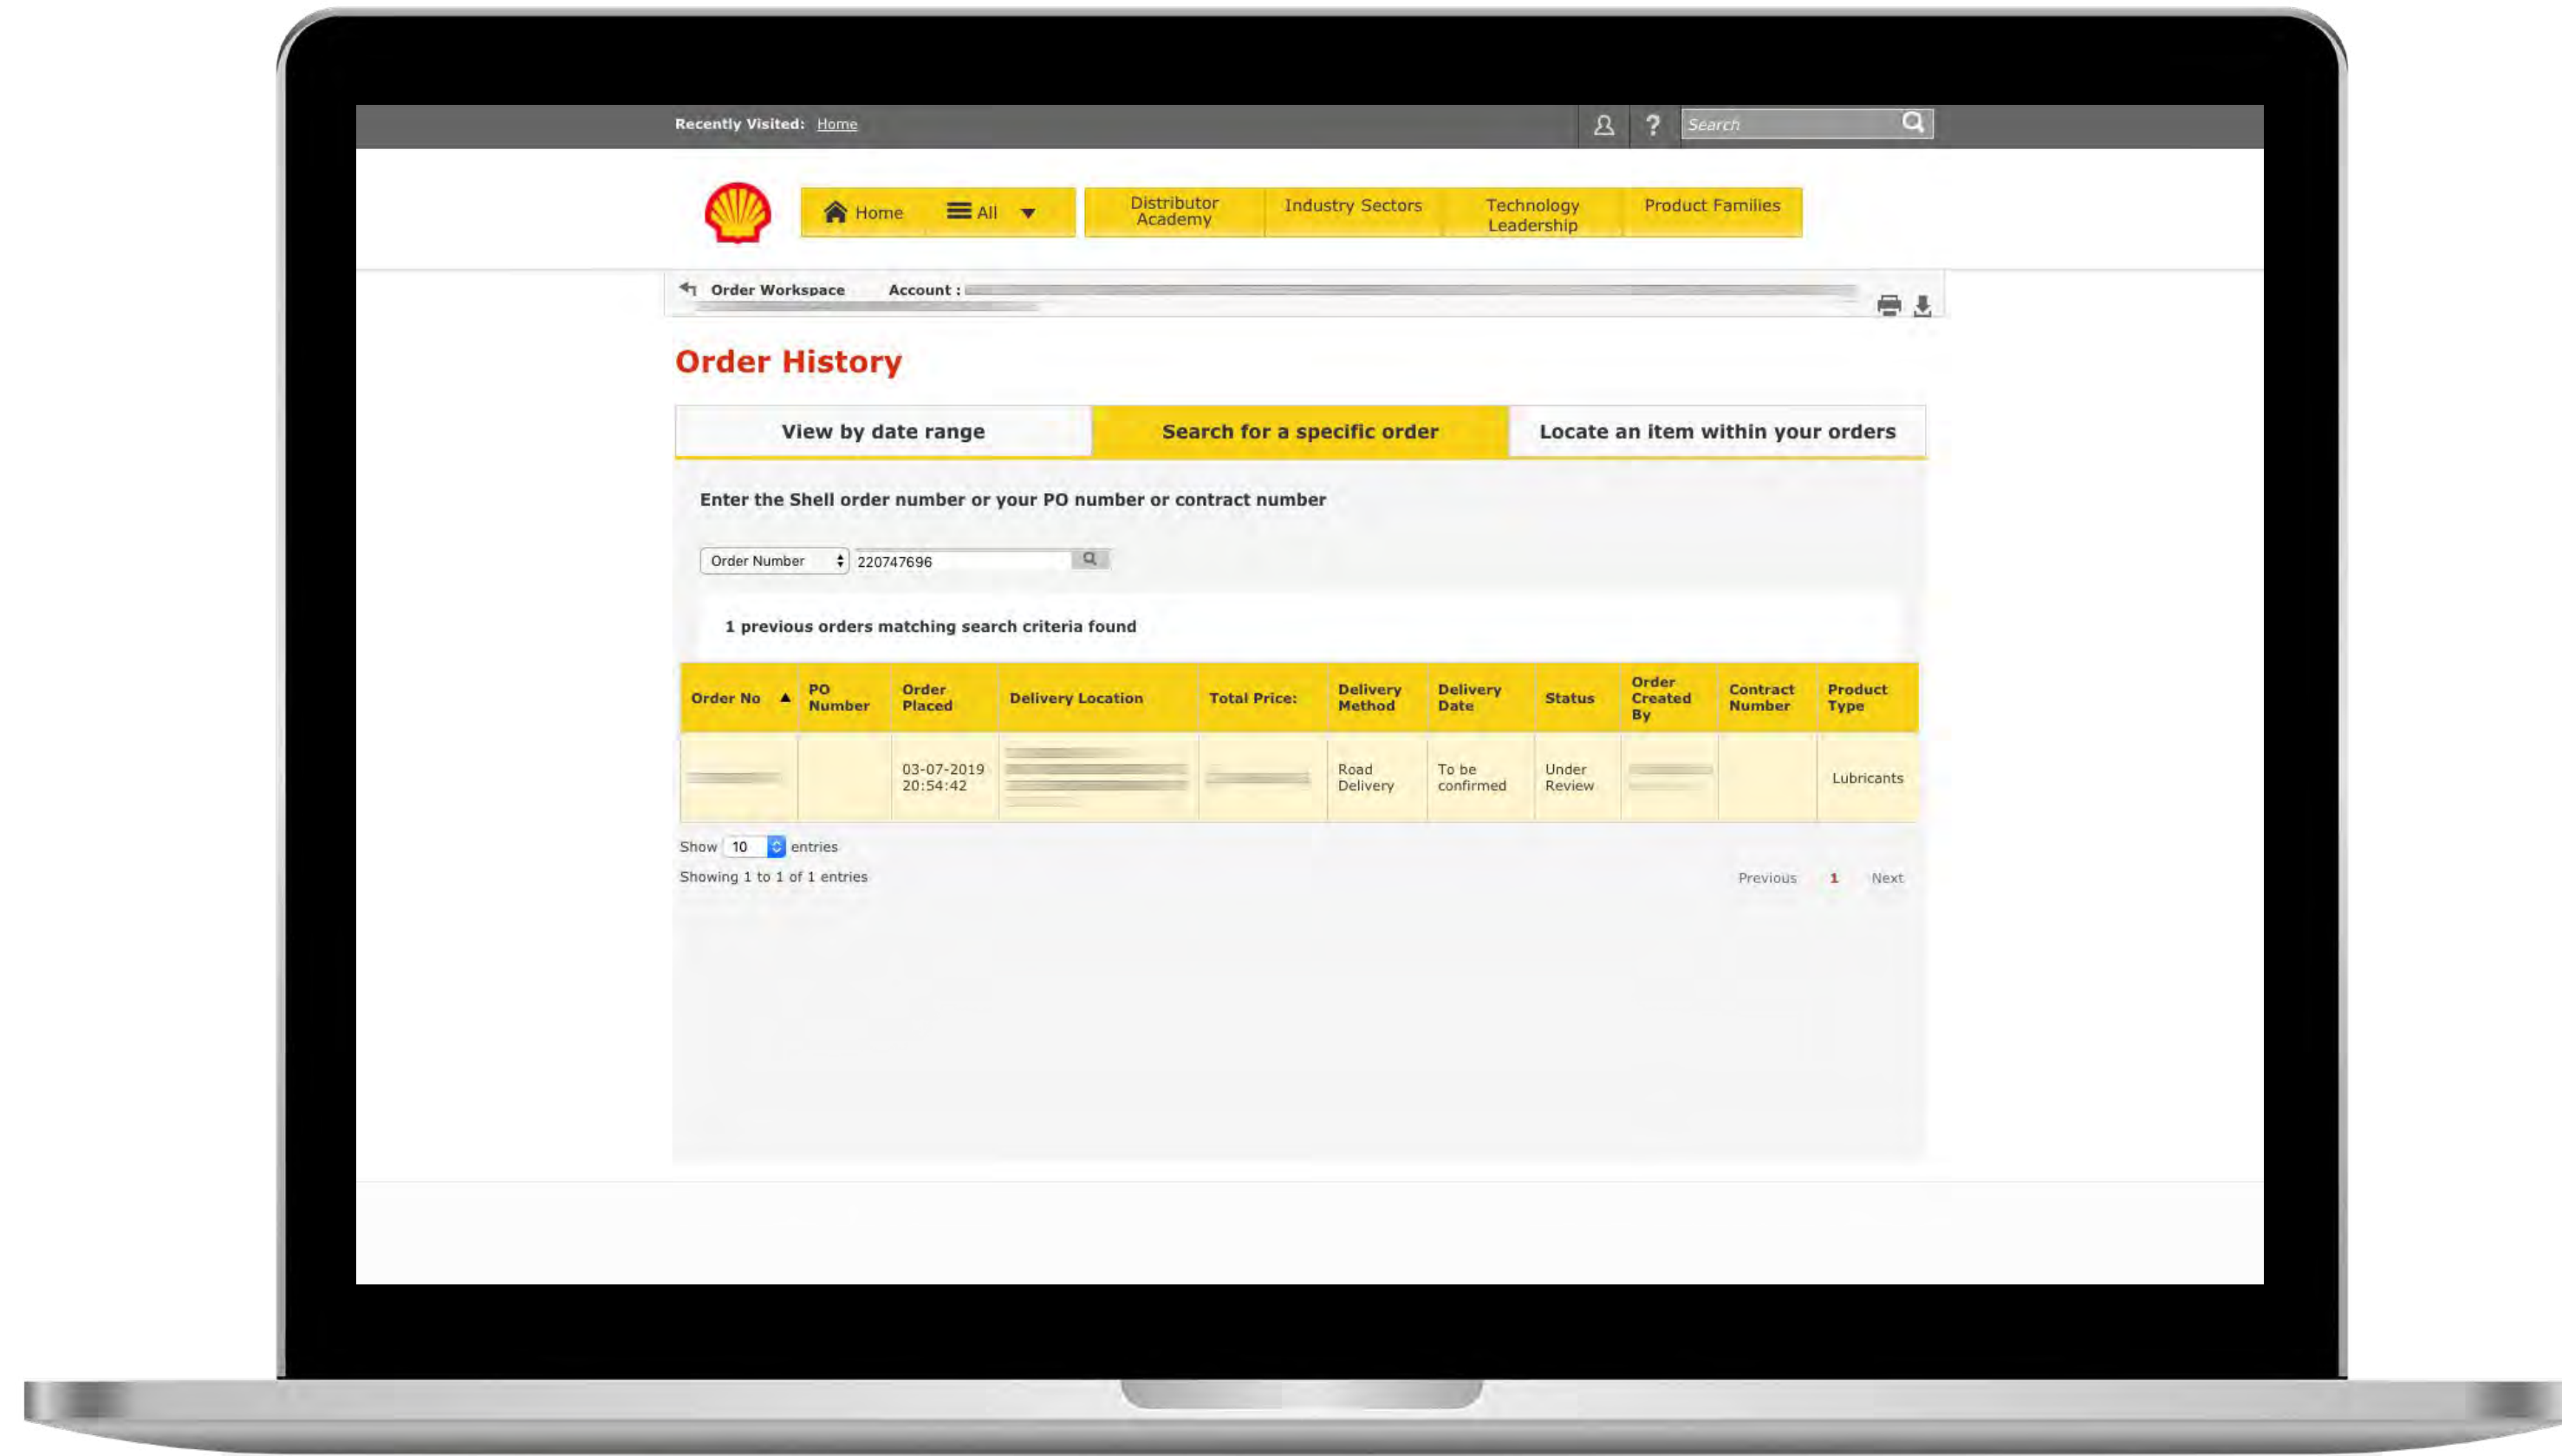 Recently Visited: Home
? Search
Home All
Distributor Academy
Industry Sectors
Technology Leadership
Product Families
Order Workspace Account :
Order History
View by date range
Search for a specific order
Locate an item within your orders
Enter the Shell order number or your PO number or contract number
Order Number 220747696
1 previous orders matching search criteria found
Order No
PO Number
Order Placed
Delivery Location
Total Price:
Delivery Method
Delivery Date
Status
Order Created By
Contract Number
Product Type
03-07-2019 20:54:42
Road Delivery
To be confirmed
Under Review
Lubricants
Show 10 entries
Showing 1 to 1 of 1 entries
Previous 1 Next